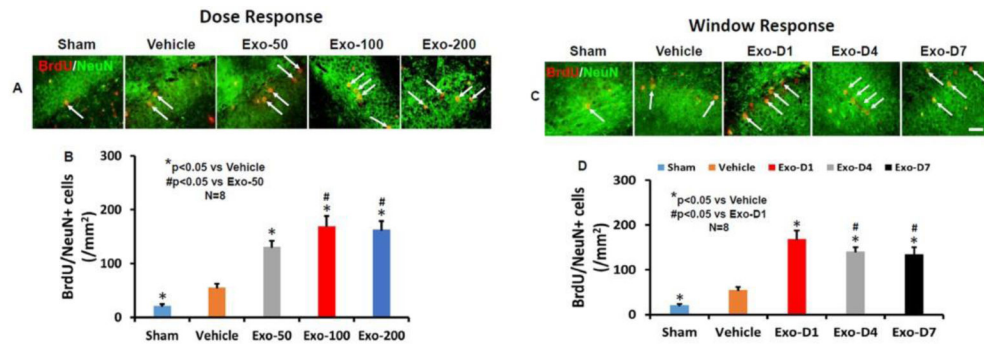 Dose Response
Sham Vehicle Exo-50 Exo-100 Exo-200
A
BrdU/NeuN
B
BrdU/NeuN+ cells
(/mm²)
300
200
100
0
*p<0.05 vs Vehicle
#p<0.05 vs Exo-50
N=8
*
*
#
*
#
*
Sham Vehicle Exo-50 Exo-100 Exo-200
Window Response
Sham Vehicle Exo-D1 Exo-D4 Exo-D7
C
BrdU/NeuN
D
Sham Vehicle Exo-D1 Exo-D4 Exo-D7
BrdU/NeuN+ cells
(/mm²)
300
200
100
0
*p<0.05 vs Vehicle
#p<0.05 vs Exo-D1
N=8
*
*
#
*
#
*
Sham Vehicle Exo-D1 Exo-D4 Exo-D7